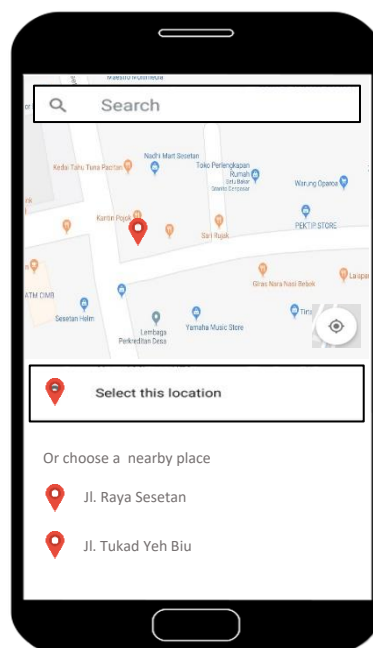 Maestro Multimedia
Search
Nadhi Mart Sesetan
Kedai Tahu Tuna Pacitan
Toko Perlengkapan
Rumah
Warung Oparoa
Kantin Pojok
Sari Rujak
PEKTIP STORE
Giras Nara Nasi Bebek
Lalapan
ATM CIMB
Sesetan Helm
Lembaga
Perkreditan Desa
Yamaha Music Store
Select this location
Or choose a nearby place
Jl. Raya Sesetan
Jl. Tukad Yeh Biu